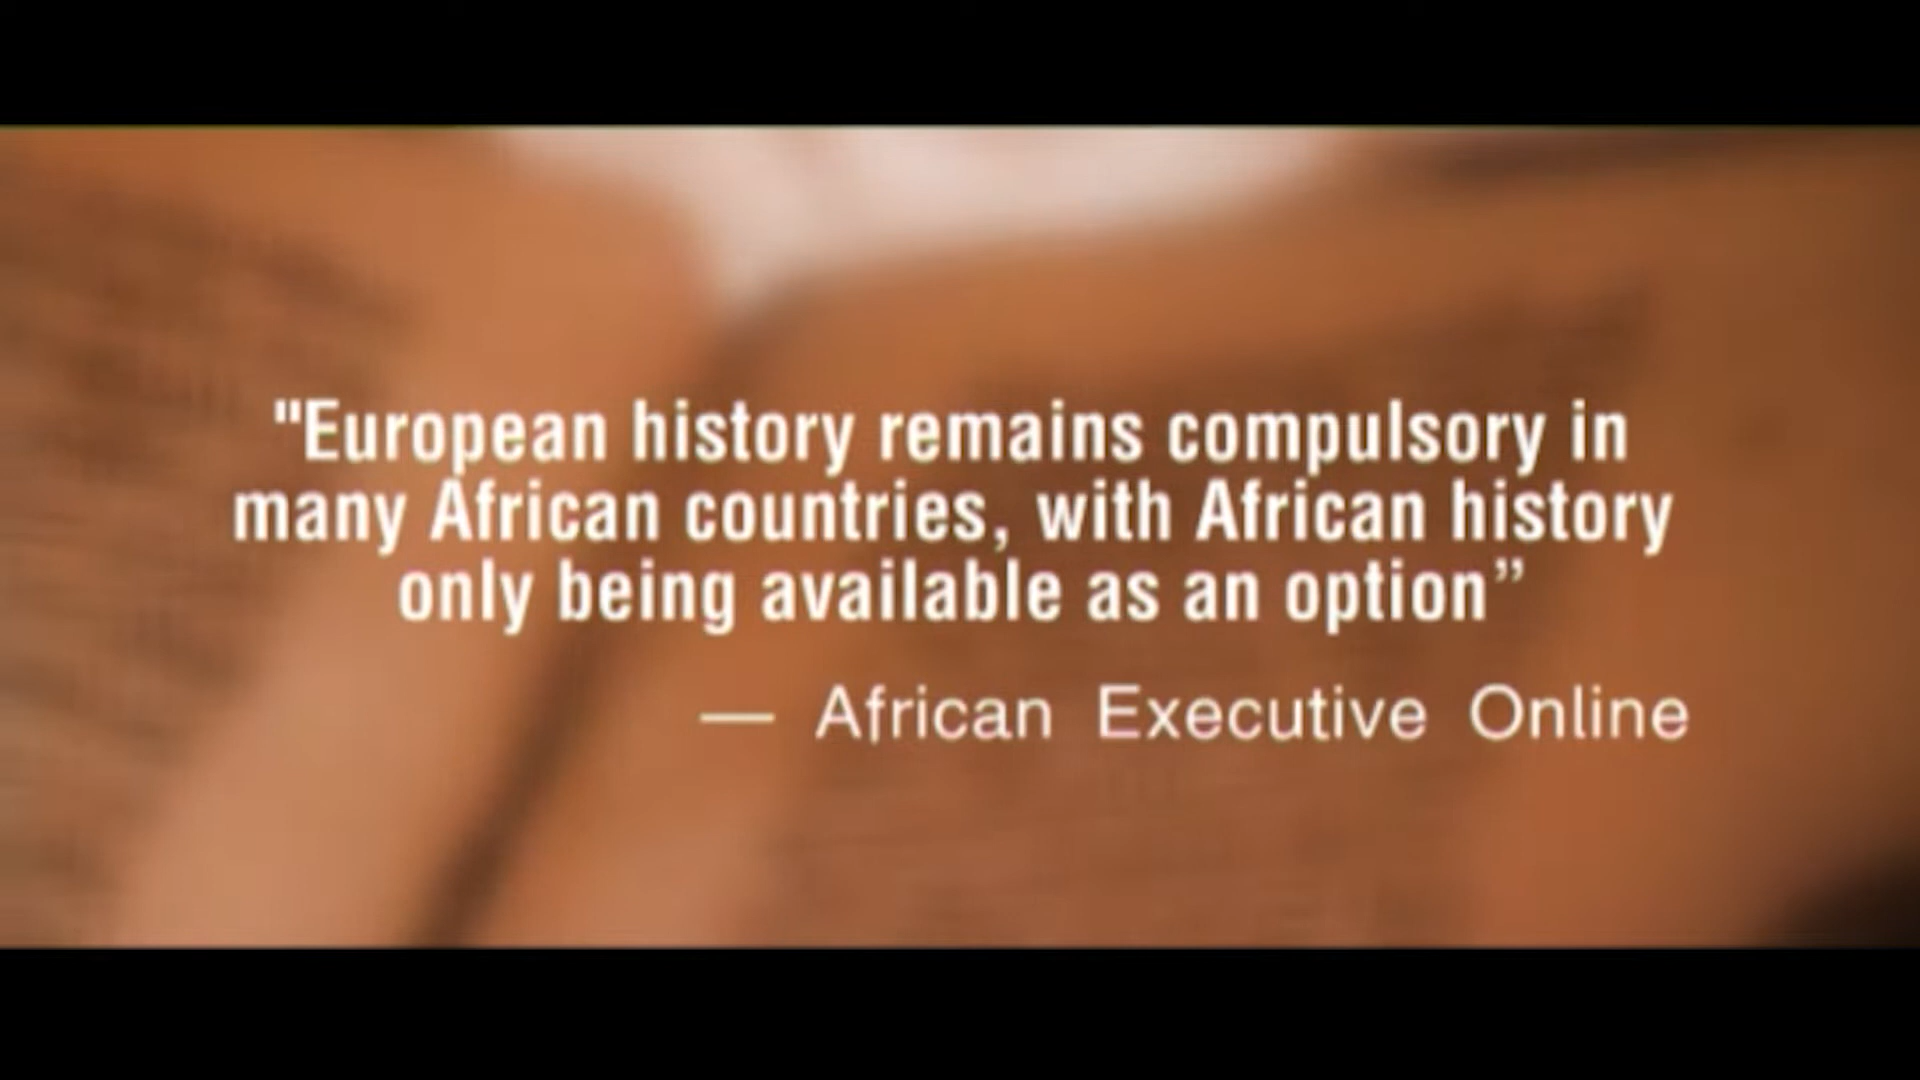 "European history remains compulsory in
many African countries, with African history
only being available as an option”
— African Executive Online